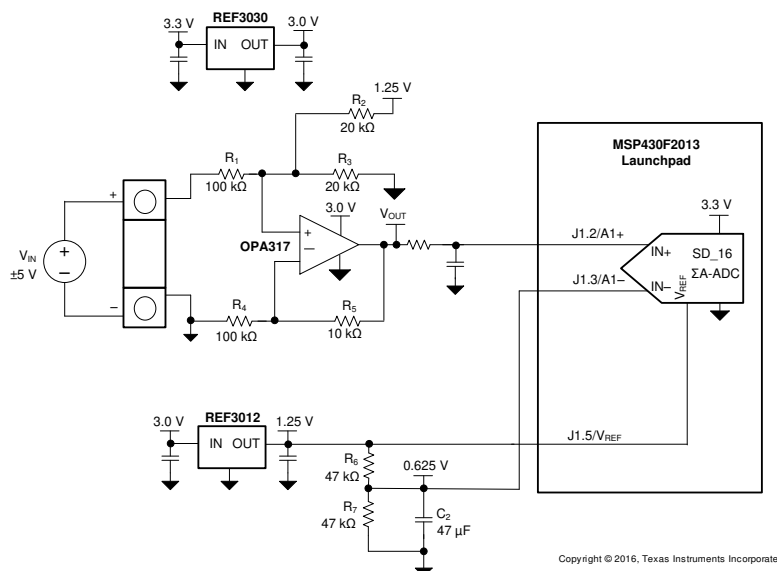 REF3030
3.3 V
3.0 V
IN OUT
1.25 V
R2
20 kΩ
R1
100 kΩ
R3
20 kΩ
MSP430F2013
Launchpad
+
3.0 V
VOUT
3.3 V
OPA317
+
−
J1.2/A1+
IN+
SD_16
ΣA-ADC
VIN
±5 V
+
−
J1.3/A1−
IN−
VREF
−
R4
100 kΩ
R5
10 kΩ
REF3012
3.0 V
1.25 V
IN OUT
J1.5/VREF
R6
47 kΩ
0.625 V
R7
47 kΩ
C2
47 µF
Copyright © 2016, Texas Instruments Incorporate